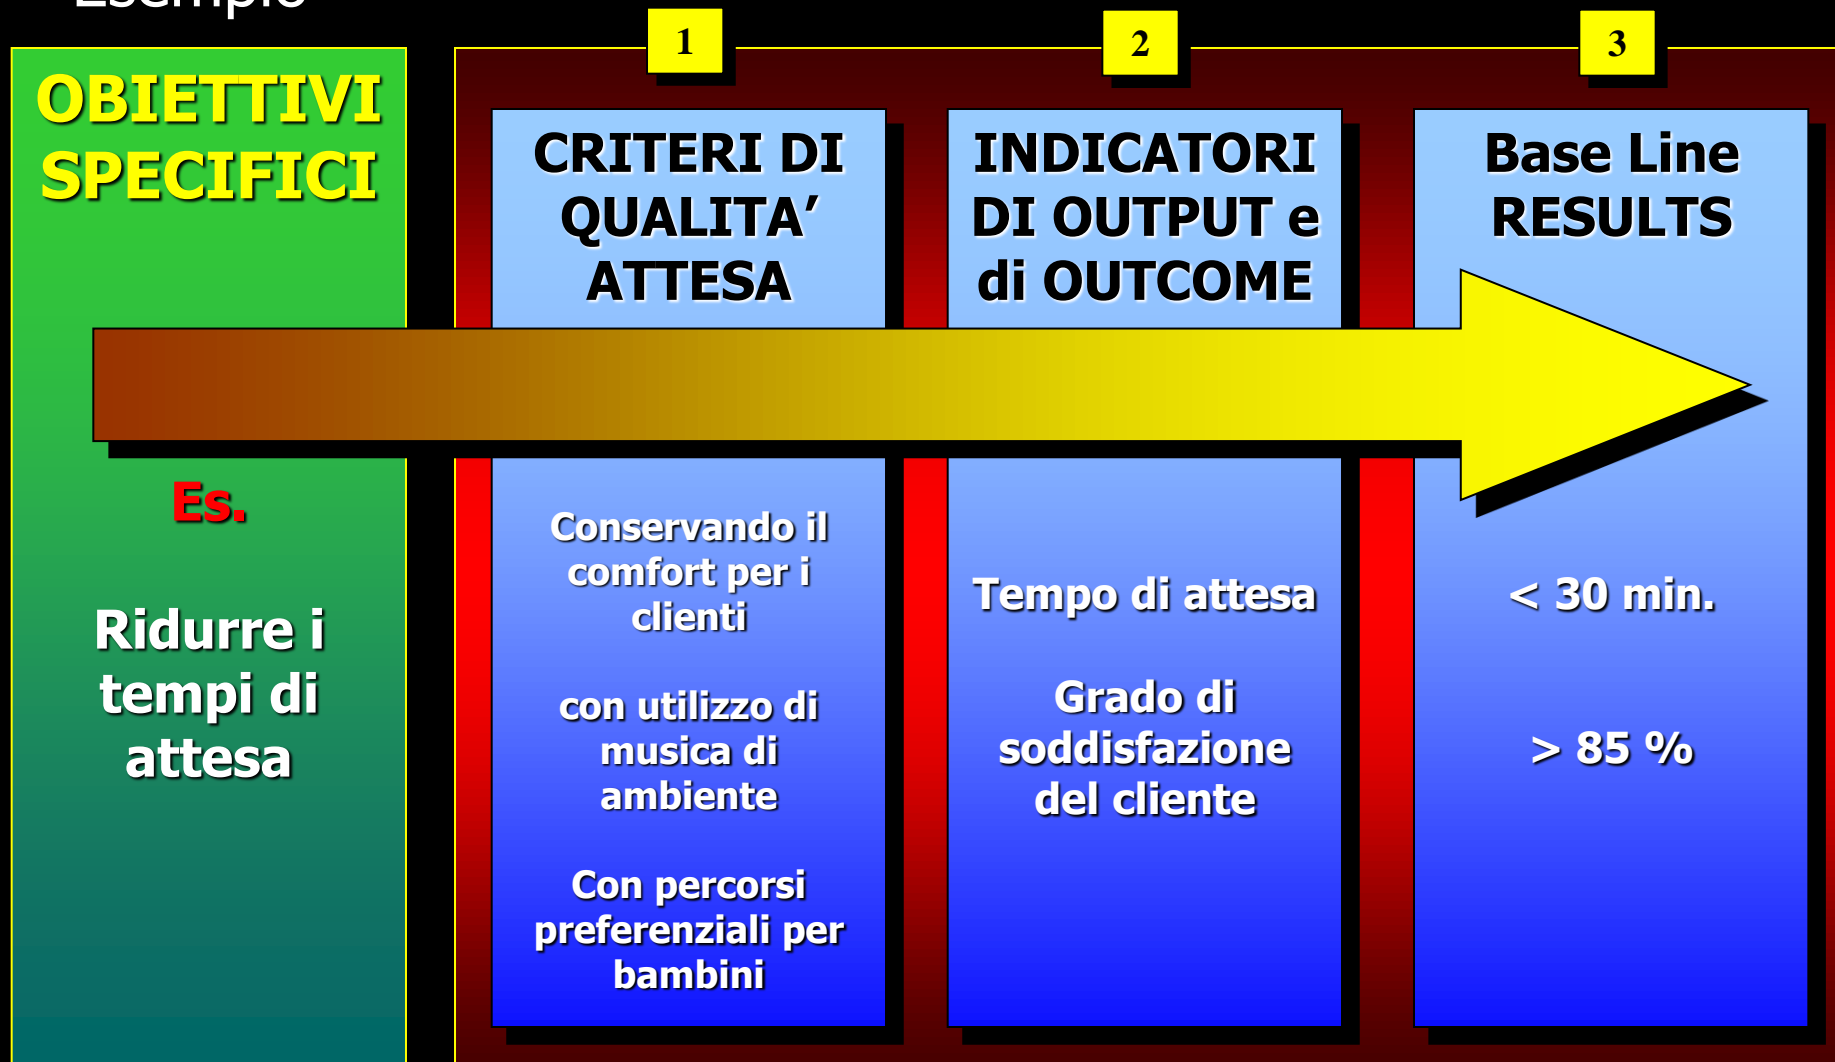 Esempio
OBIETTIVI
SPECIFICI
Es.
Ridurre i
tempi di
attesa
1
CRITERI DI
QUALITA’
ATTESA
Conservando il
comfort per i
clienti
con utilizzo di
musica di
ambiente
Con percorsi
preferenziali per
bambini
2
INDICATORI
DI OUTPUT e
di OUTCOME
Tempo di attesa
Grado di
soddisfazione
del cliente
3
Base Line
RESULTS
< 30 min.
> 85 %